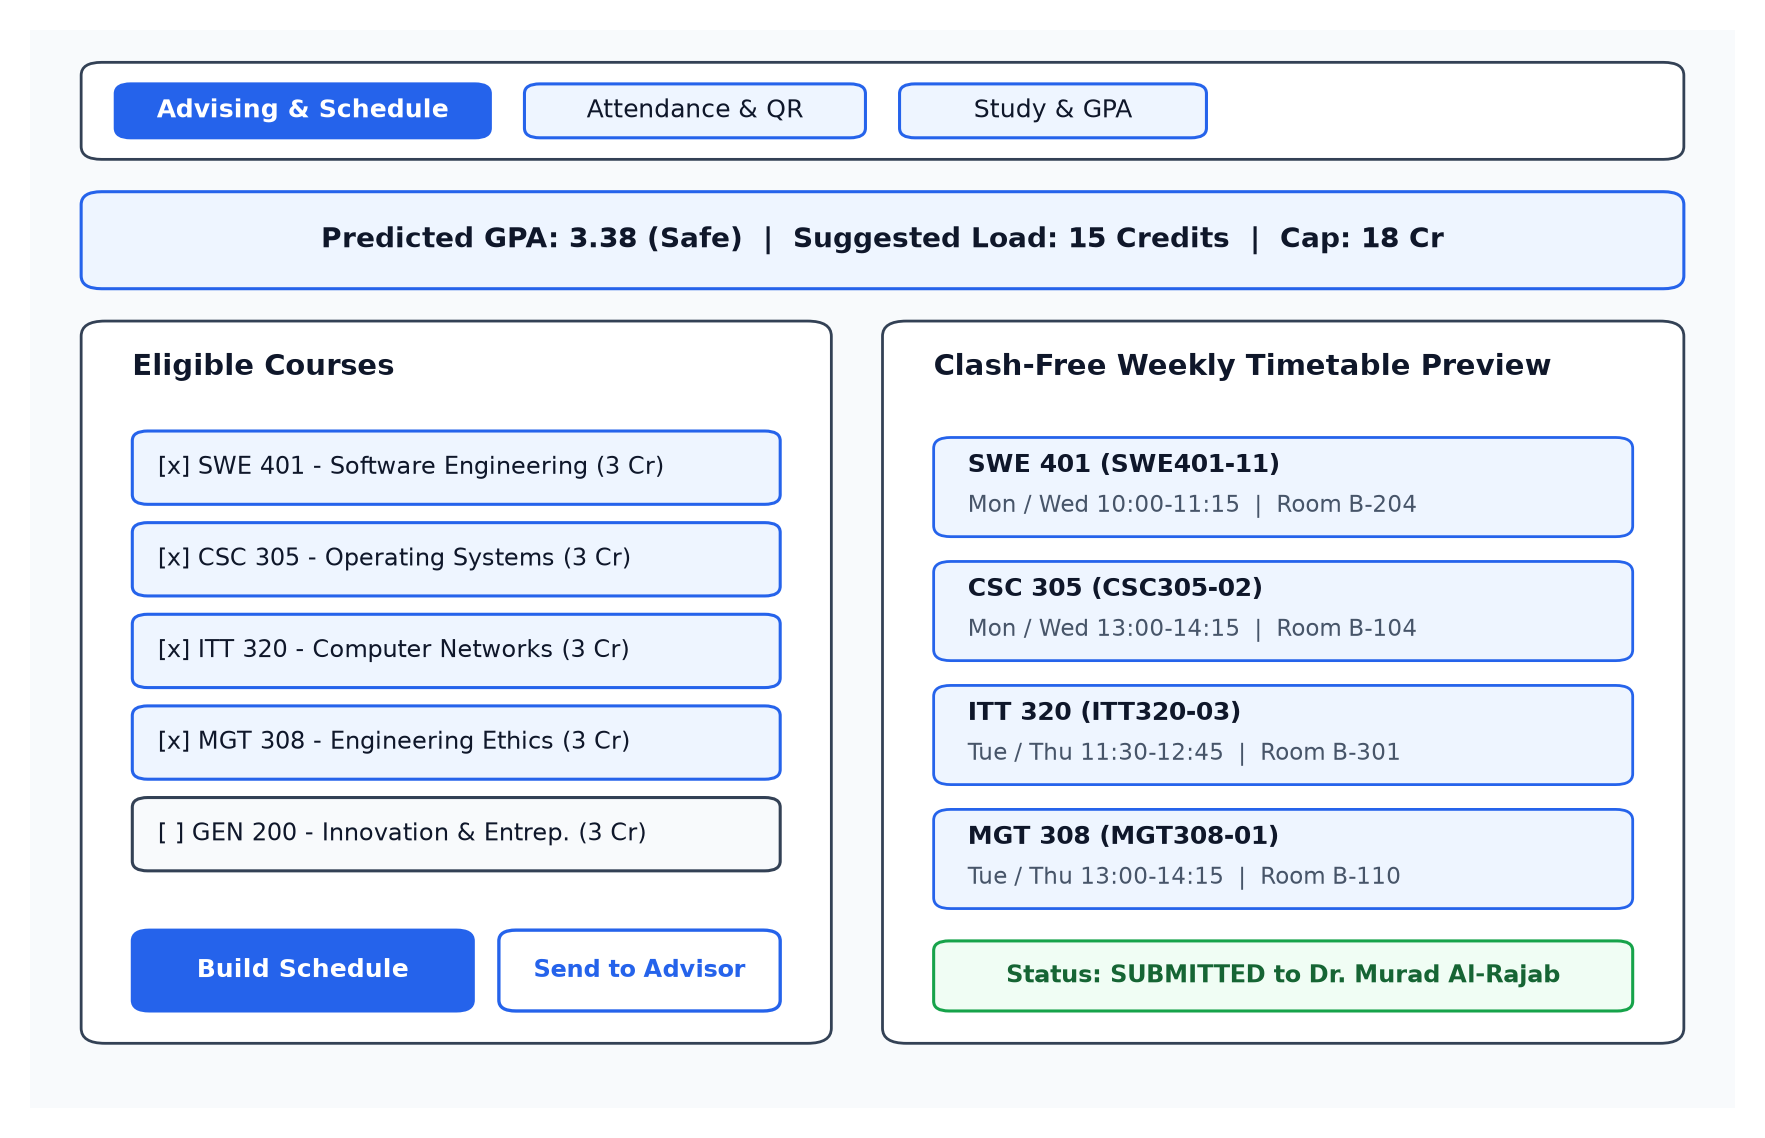 Advising & Schedule
Attendance & QR
Study & GPA
Predicted GPA: 3.38 (Safe) | Suggested Load: 15 Credits | Cap: 18 Cr
Eligible Courses
[x] SWE 401 - Software Engineering (3 Cr)
[x] CSC 305 - Operating Systems (3 Cr)
[x] ITT 320 - Computer Networks (3 Cr)
[x] MGT 308 - Engineering Ethics (3 Cr)
[ ] GEN 200 - Innovation & Entrep. (3 Cr)
Build Schedule
Send to Advisor
Clash-Free Weekly Timetable Preview
SWE 401 (SWE401-11)
Mon / Wed 10:00-11:15 | Room B-204
CSC 305 (CSC305-02)
Mon / Wed 13:00-14:15 | Room B-104
ITT 320 (ITT320-03)
Tue / Thu 11:30-12:45 | Room B-301
MGT 308 (MGT308-01)
Tue / Thu 13:00-14:15 | Room B-110
Status: SUBMITTED to Dr. Murad Al-Rajab